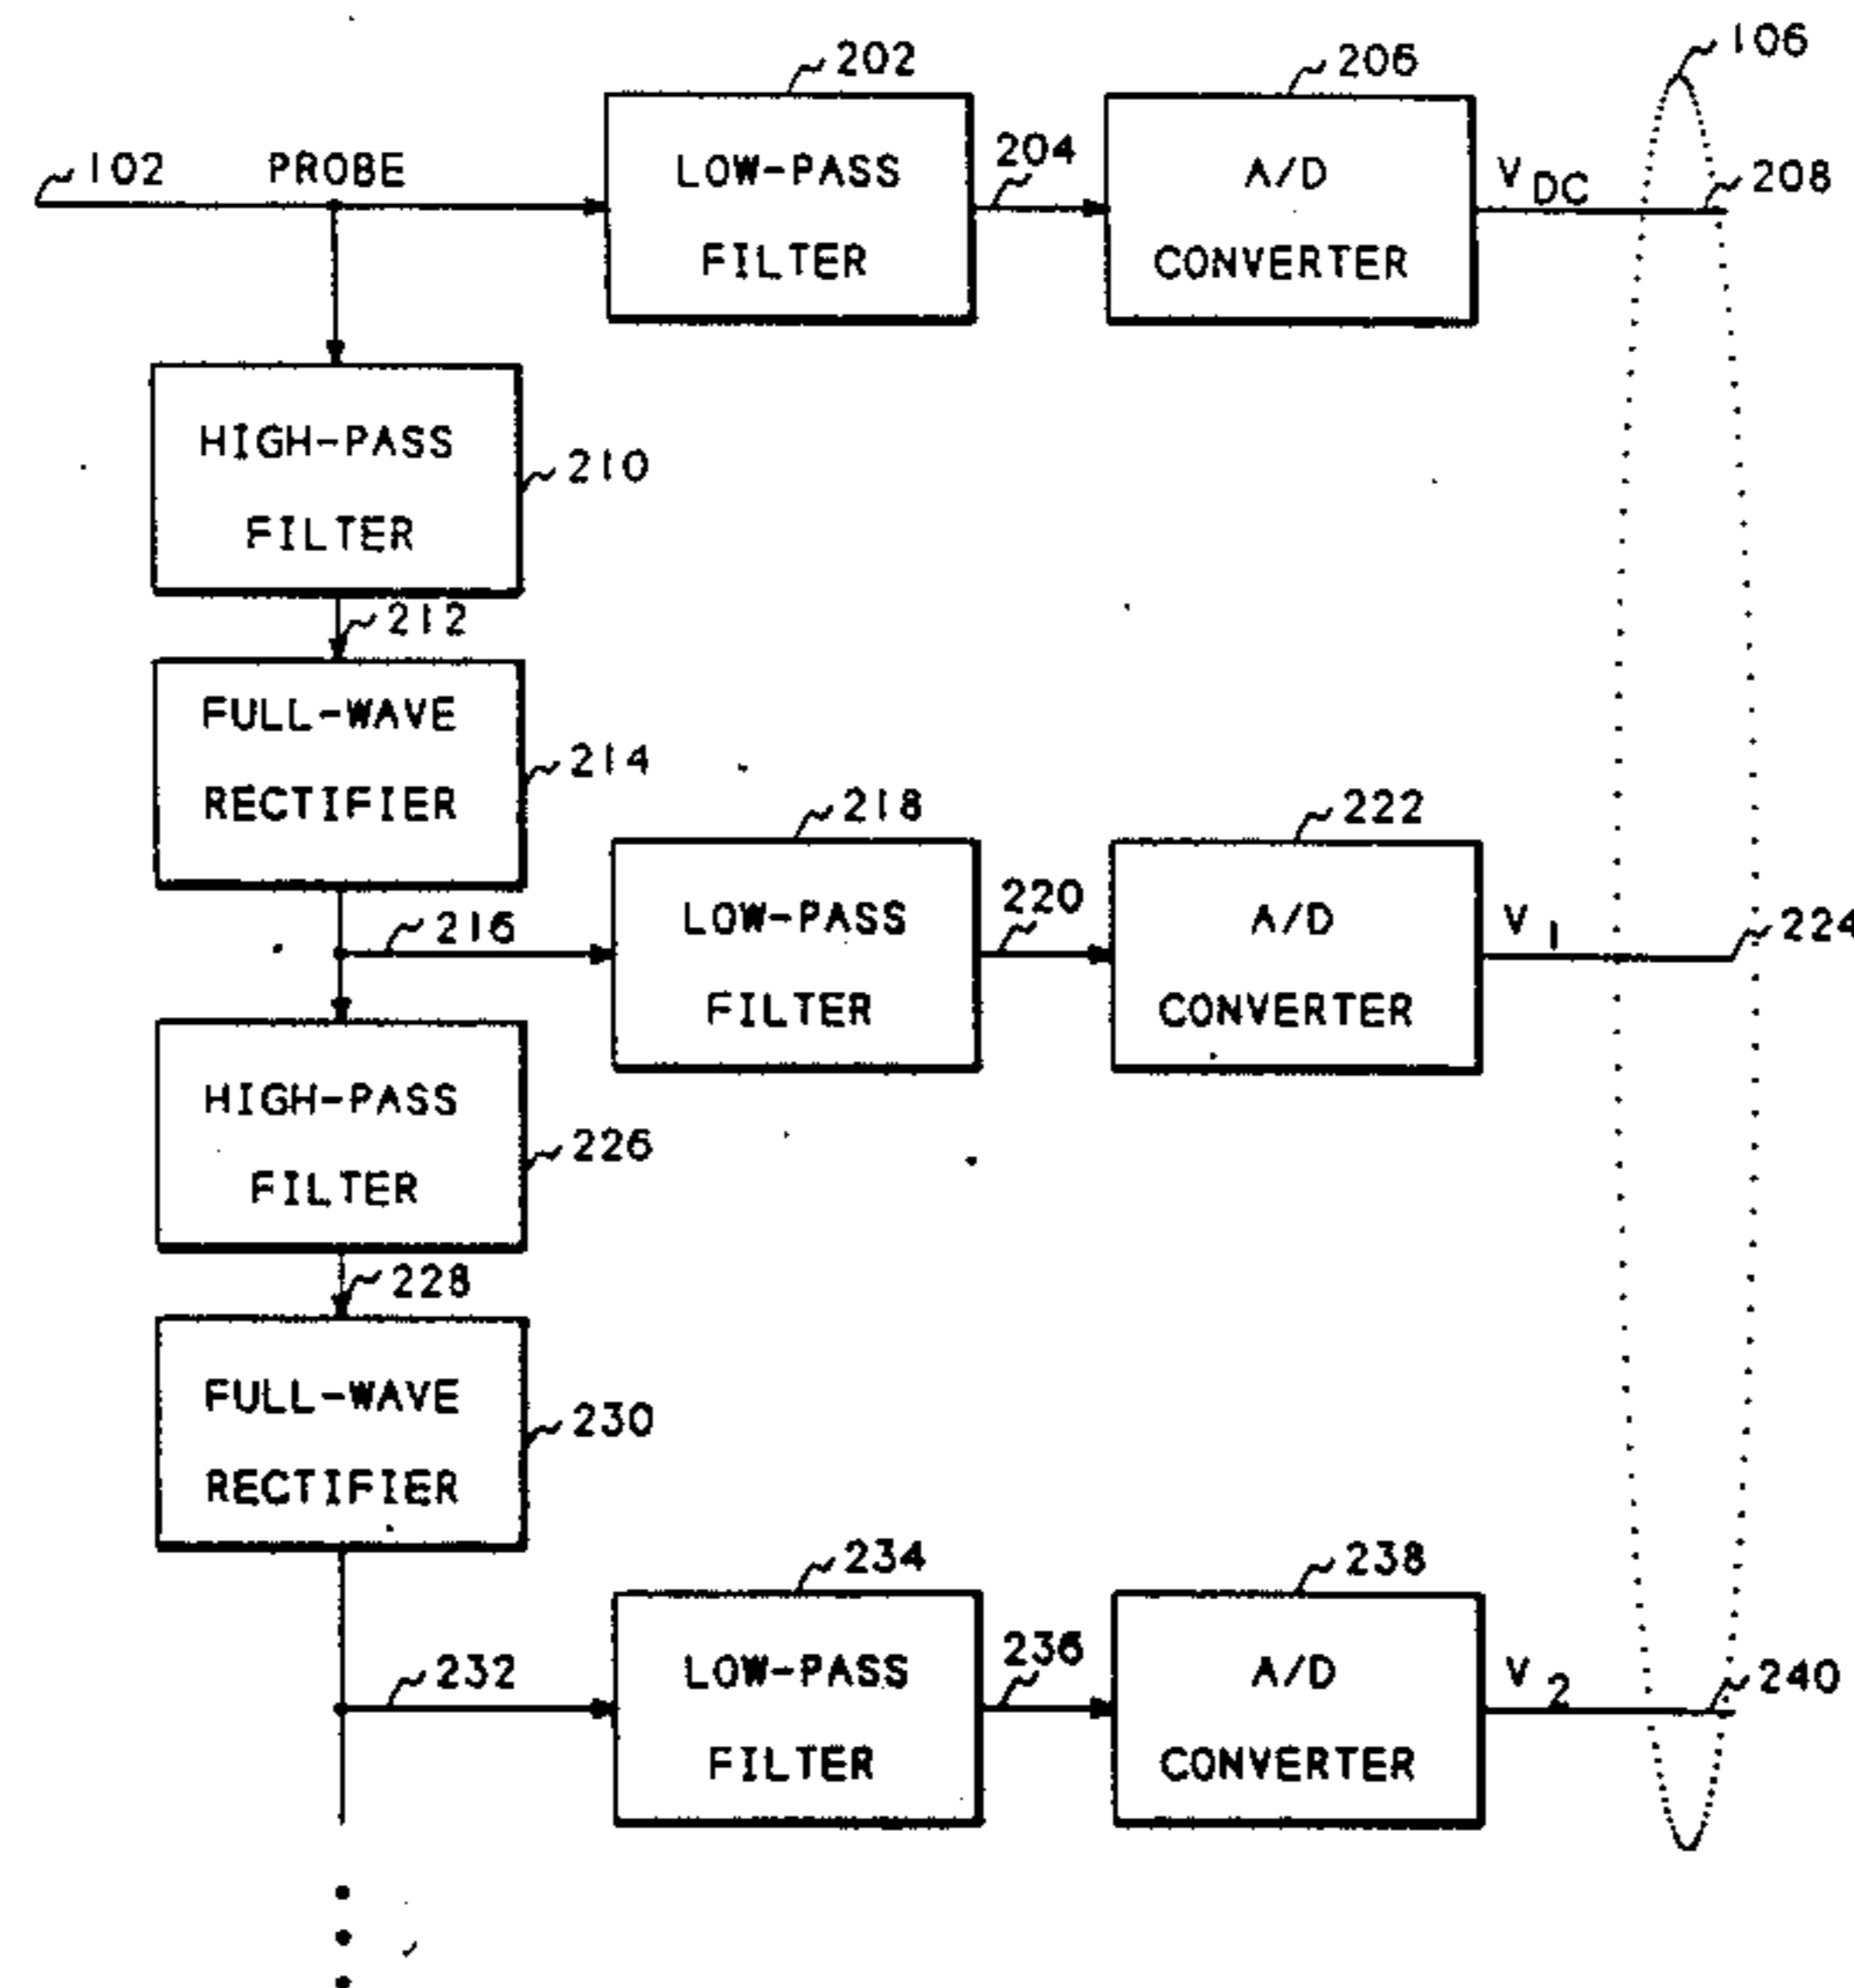 106
202
206
102
PROBE
LOW-PASS
FILTER
204
A/D
CONVERTER
V DC
208
HIGH-PASS
FILTER
210
212
FULL-WAVE
RECTIFIER
214
216
218
LOW-PASS
FILTER
220
222
A/D
CONVERTER
V 1
224
HIGH-PASS
FILTER
226
228
FULL-WAVE
RECTIFIER
230
232
234
LOW-PASS
FILTER
236
238
A/D
CONVERTER
V 2
240